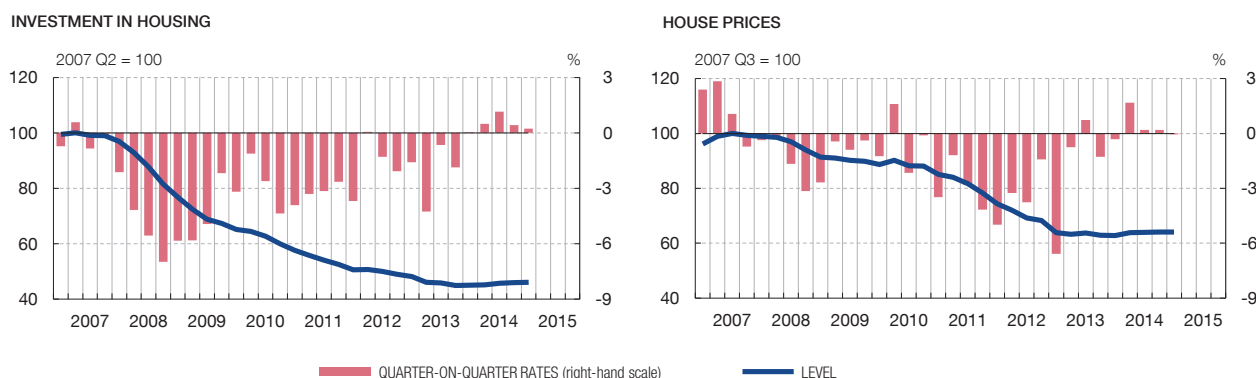 INVESTMENT IN HOUSING
2007 Q2 = 100 %
120 3
100 0
80 -3
60 -6
40 -9
2007 2008 2009 2010 2011 2012 2013 2014 2015
HOUSE PRICES
2007 Q3 = 100 %
120 3
100 0
80 -3
60 -6
40 -9
2007 2008 2009 2010 2011 2012 2013 2014 2015
QUARTER-ON-QUARTER RATES (right-hand scale) LEVEL